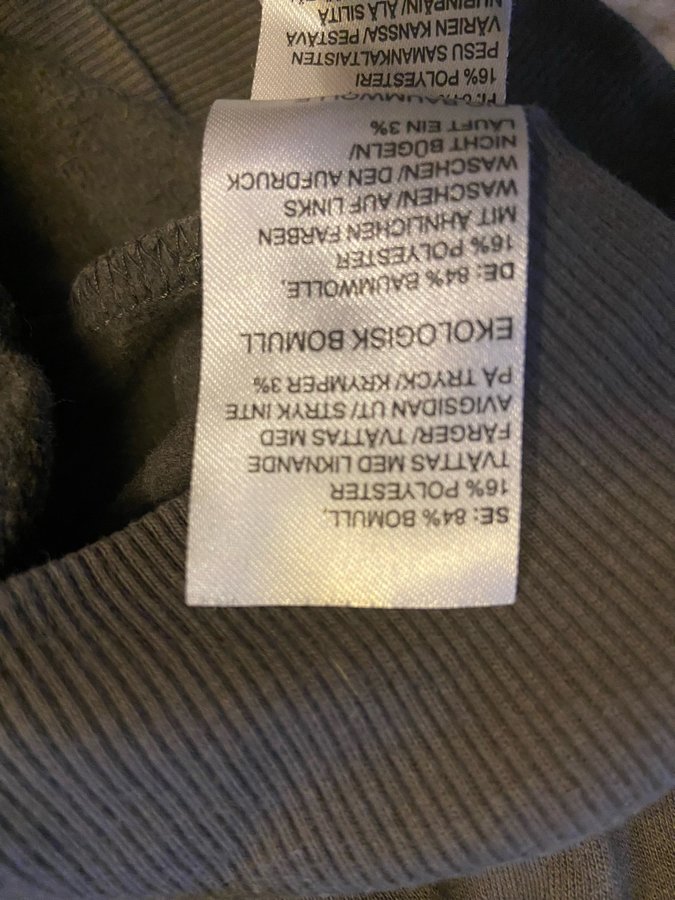 SE: 84% BOMULL,
16% POLYESTER
TVÄTTAS MED LIKNANDE
FÄRGER/ TVÄTTAS MED
AVIGSIDAN UT/ STRYK INTE
PÅ TRYCK/ KRYMPER 3%
EKOLOGISK BOMULL
DE: 84% BAUMWOLLE,
16% POLYESTER
MIT ÄHNLICHEN FARBEN
WASCHEN/ AUF LINKS
WASCHEN/ DEN AUFDRUCK
NICHT BÜGELN/
LÄUFT EIN 3%
16% POLYESTERI
PESU SAMANKALTAISTEN
VÄRIEN KANSSA/ PESTÄVÄ
NURINPÄIN/ ÄLÄ SILITÄ